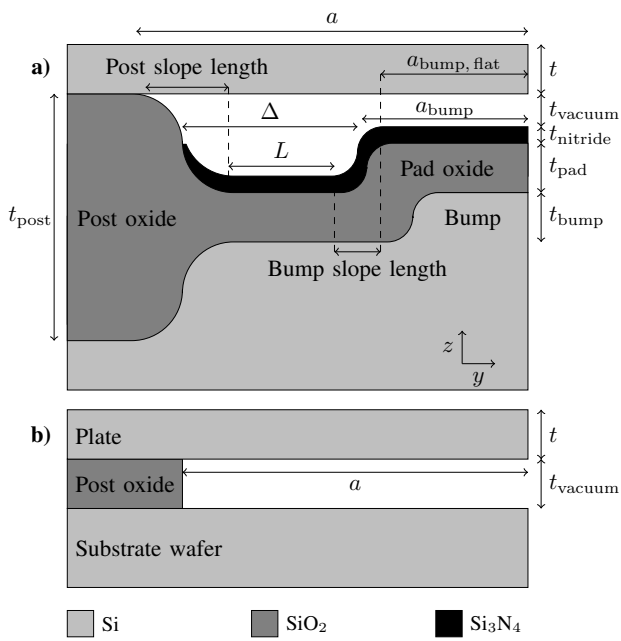 a
a)
Post slope length
a_bump, flat
t
Δ
a_bump
t_vacuum
t_nitride
L
Pad oxide
t_pad
t_post
Post oxide
Bump
t_bump
Bump slope length
z
y
b)
Plate
t
Post oxide
a
t_vacuum
Substrate wafer
Si
SiO₂
Si₃N₄